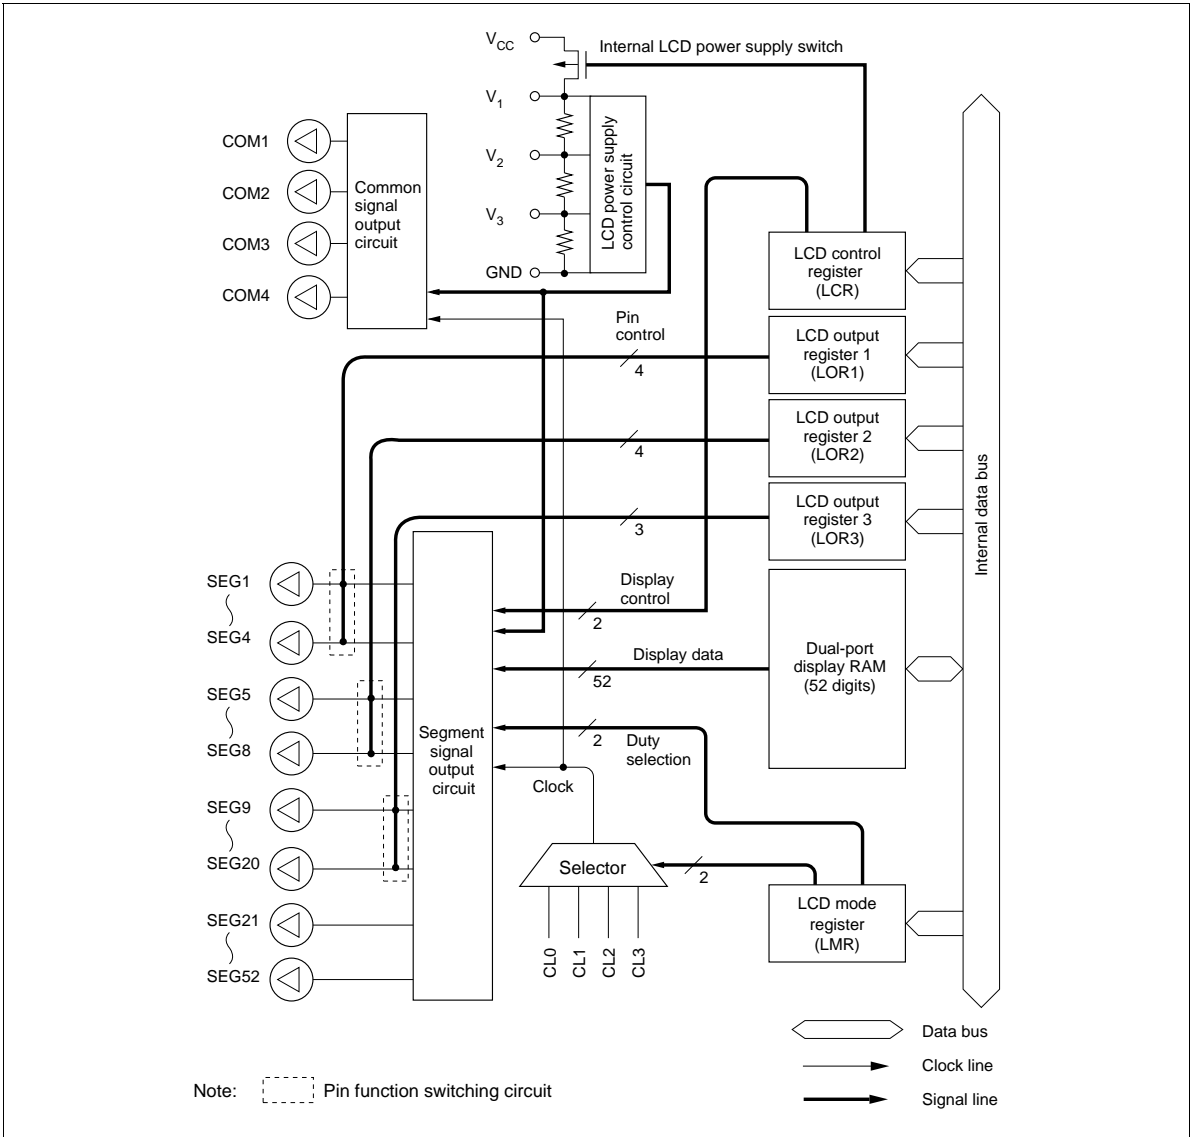 VCC
Internal LCD power supply switch
V1
V2
V3
GND
LCD power supply
control circuit
COM1
COM2
COM3
COM4
Common
signal
output
circuit
LCD control
register
(LCR)
Pin
control
4
LCD output
register 1
(LOR1)
4
LCD output
register 2
(LOR2)
3
LCD output
register 3
(LOR3)
Internal data bus
SEG1
SEG4
SEG5
SEG8
SEG9
SEG20
SEG21
SEG52
Segment
signal
output
circuit
Display
control
2
Display data
52
Dual-port
display RAM
(52 digits)
2
Duty
selection
Clock
Selector
2
CL0
CL1
CL2
CL3
LCD mode
register
(LMR)
Data bus
Clock line
Signal line
Note: Pin function switching circuit